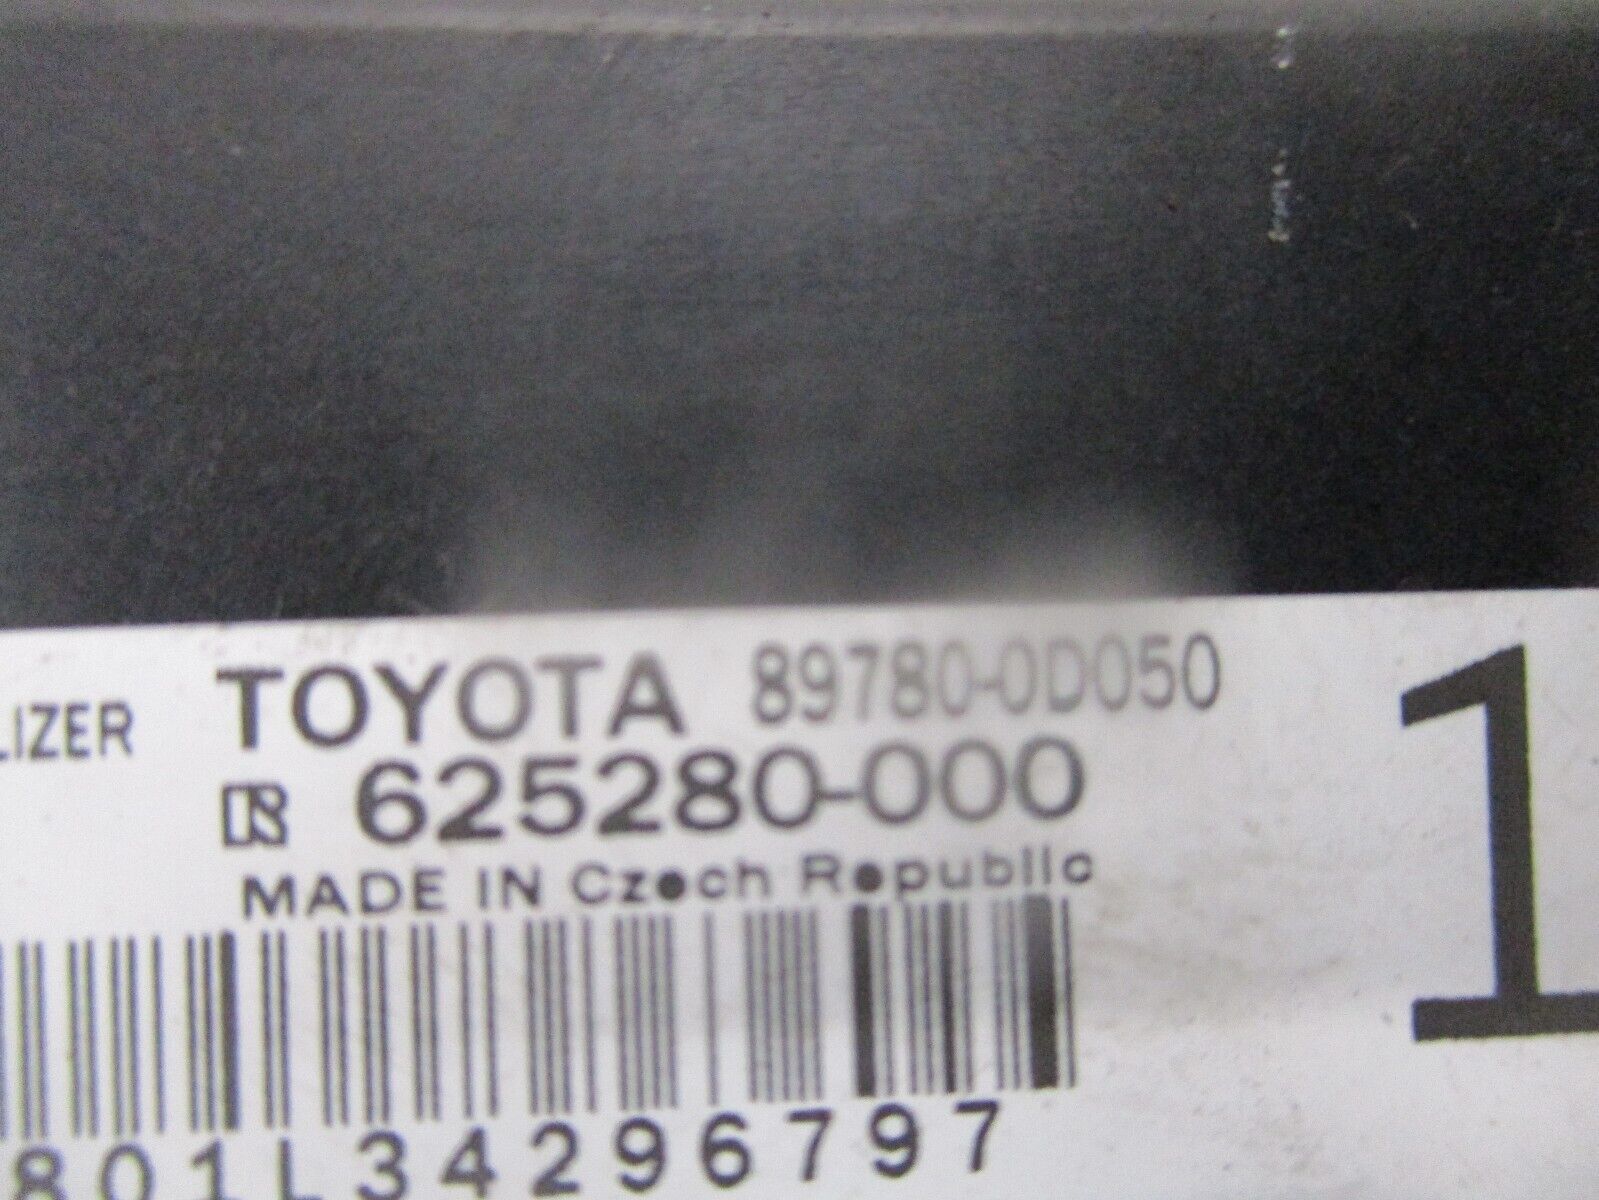 LIZER TOYOTA 89780-0D050
625280-000
MADE IN Czech Republic
1
801L34296797